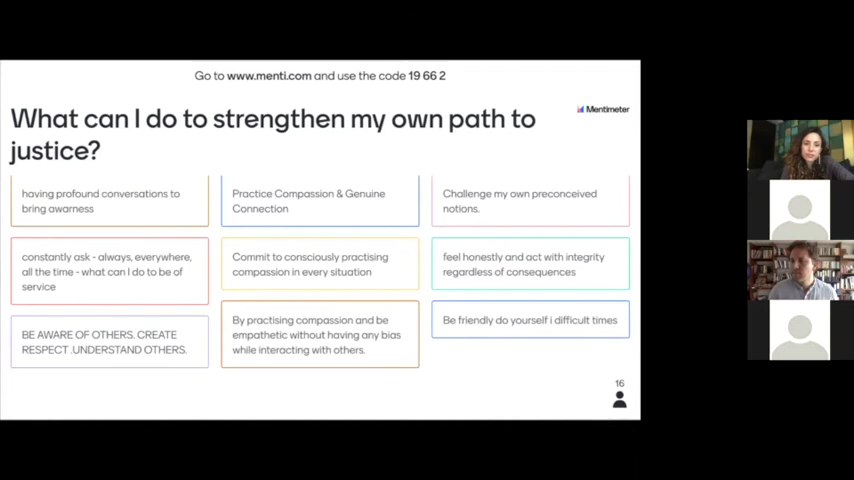 Go to www.menti.com and use the code 19 66 2
What can I do to strengthen my own path to
justice?
Mentimeter
having profound conversations to
bring awarness
Practice Compassion & Genuine
Connection
Challenge my own preconceived
notions.
constantly ask - always, everywhere,
all the time - what can I do to be of
service
Commit to consciously practising
compassion in every situation
feel honestly and act with integrity
regardless of consequences
BE AWARE OF OTHERS. CREATE
RESPECT .UNDERSTAND OTHERS.
By practising compassion and be
empathetic without having any bias
while interacting with others.
Be friendly do yourself i difficult times
16